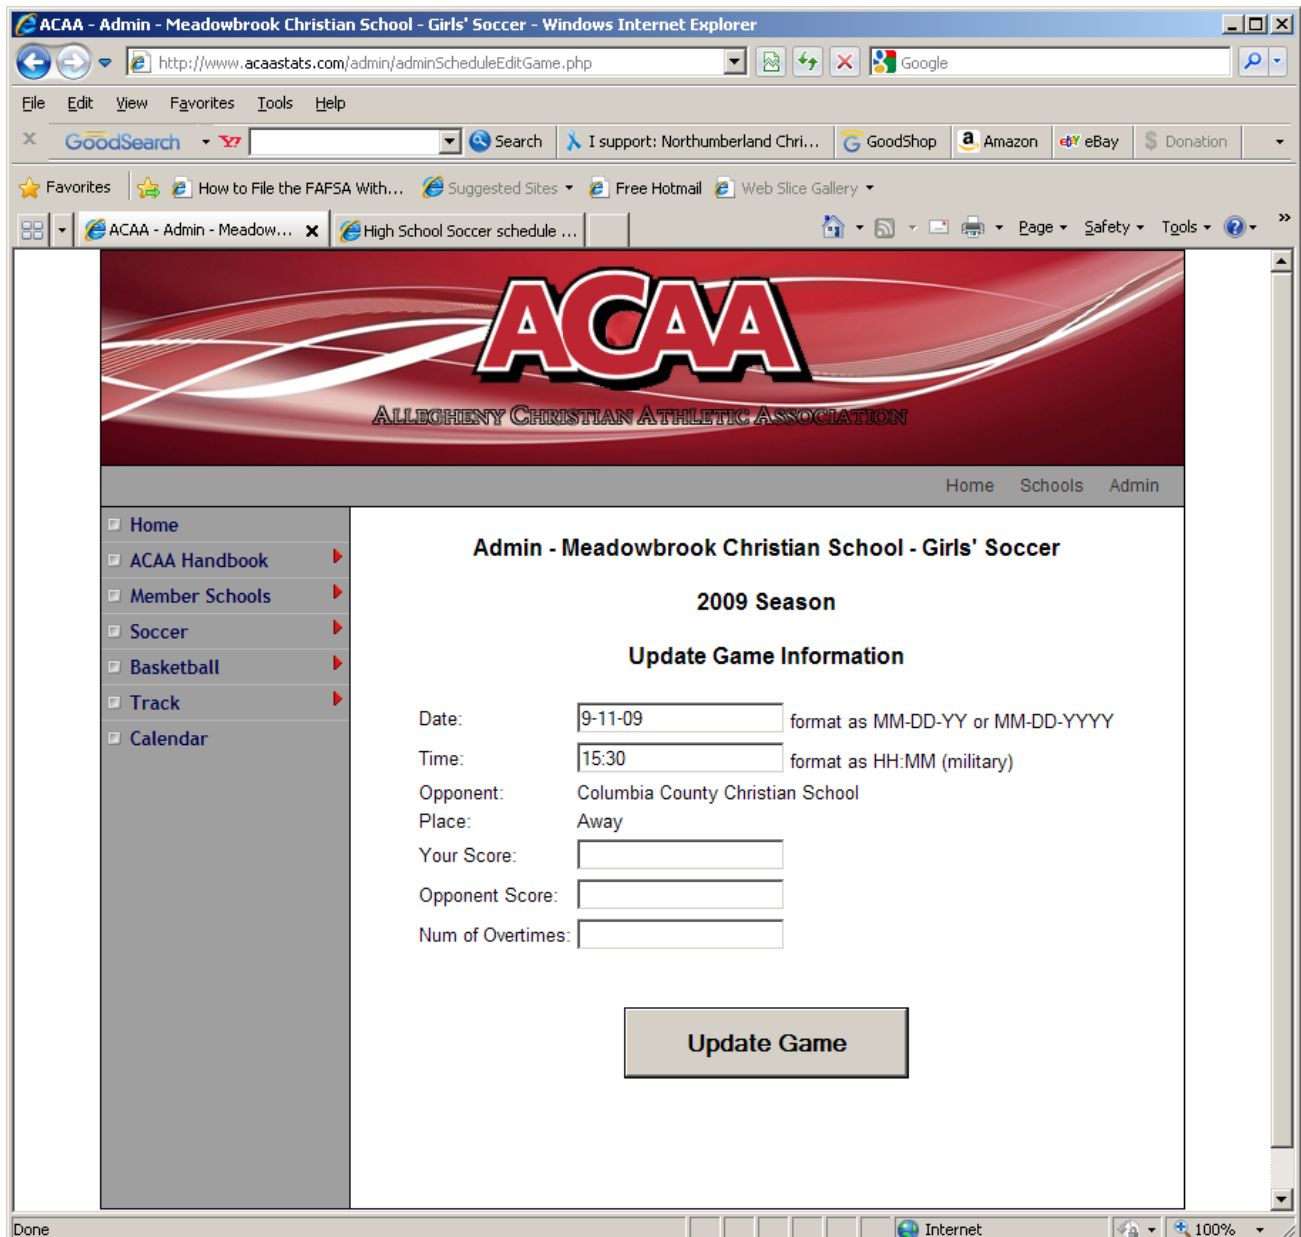 ACAA - Admin - Meadowbrook Christian School - Girls' Soccer - Windows Internet Explorer
http://www.acaastats.com/admin/adminScheduleEditGame.php Google
File Edit View Favorites Tools Help
x GoodSearch Y! Search I support: Northumberland Chri... GoodShop a Amazon ebY eBay $ Donation
Favorites How to File the FAFSA With... Suggested Sites Free Hotmail Web Slice Gallery
ACAA - Admin - Meadow... x High School Soccer schedule ... Page Safety Tools ? »
ACAA
ALLEGHENY CHRISTIAN ATHLETIC ASSOCIATION
Home Schools Admin
Home
ACAA Handbook
Member Schools
Soccer
Basketball
Track
Calendar
Admin - Meadowbrook Christian School - Girls' Soccer
2009 Season
Update Game Information
Date: 9-11-09 format as MM-DD-YY or MM-DD-YYYY
Time: 15:30 format as HH:MM (military)
Opponent: Columbia County Christian School
Place: Away
Your Score:
Opponent Score:
Num of Overtimes:
Update Game
Done Internet 100%